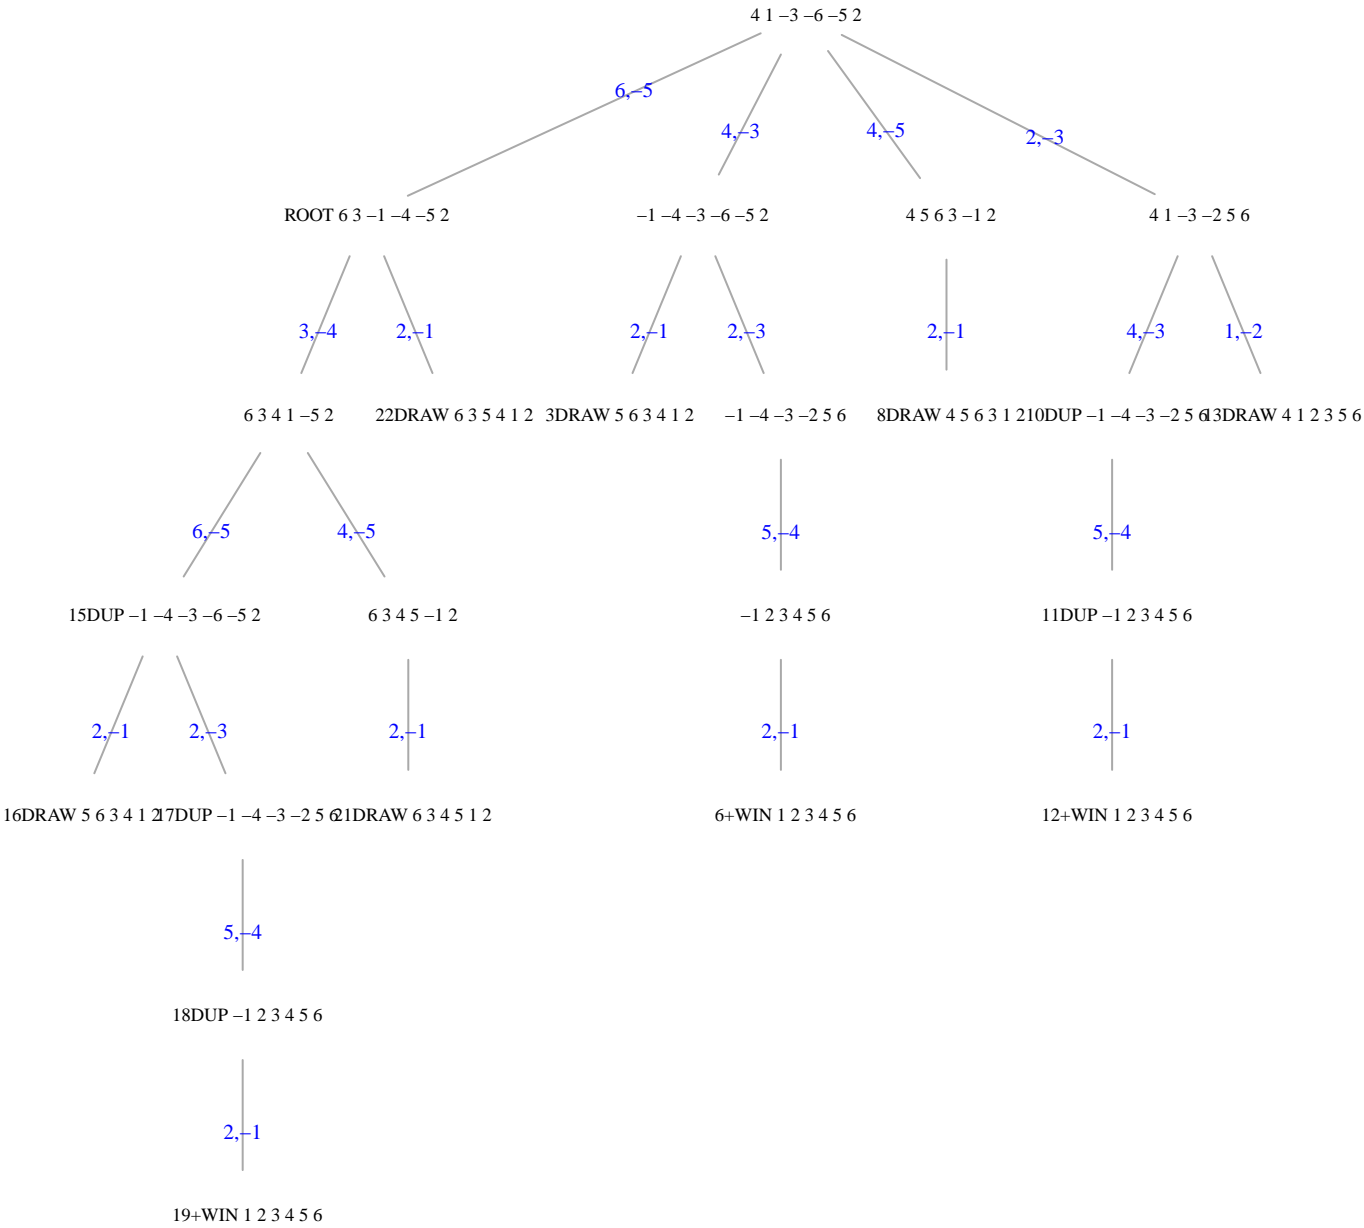 4 1 –3 –6 –5 2
6,–5
4,–3
4,–5
2,–3
ROOT 6 3 –1 –4 –5 2
–1 –4 –3 –6 –5 2
4 5 6 3 –1 2
4 1 –3 –2 5 6
3,–4
2,–1
2,–1
2,–3
2,–1
4,–3
1,–2
6 3 4 1 –5 2
22DRAW 6 3 5 4 1 2
3DRAW 5 6 3 4 1 2
–1 –4 –3 –2 5 6
8DRAW 4 5 6 3 1 2
10DUP –1 –4 –3 –2 5 6
13DRAW 4 1 2 3 5 6
6,–5
4,–5
5,–4
5,–4
15DUP –1 –4 –3 –6 –5 2
6 3 4 5 –1 2
–1 2 3 4 5 6
11DUP –1 2 3 4 5 6
2,–1
2,–3
2,–1
2,–1
2,–1
16DRAW 5 6 3 4 1 2
17DUP –1 –4 –3 –2 5 6
21DRAW 6 3 4 5 1 2
6+WIN 1 2 3 4 5 6
12+WIN 1 2 3 4 5 6
5,–4
18DUP –1 2 3 4 5 6
2,–1
19+WIN 1 2 3 4 5 6